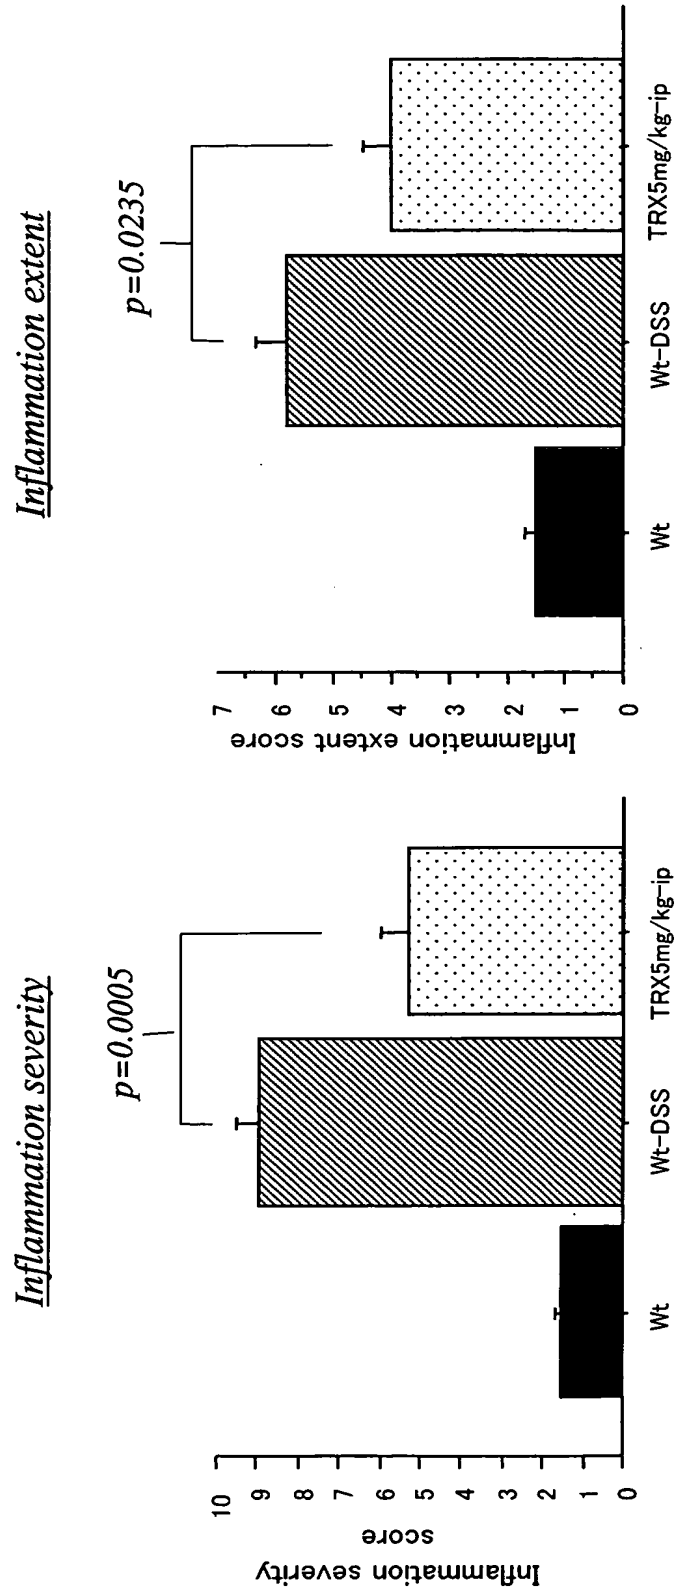 Inflammation severity
p=0.0005
Inflammation severity
score
10
9
8
7
6
5
4
3
2
1
0
Wt
Wt-DSS
TRX5mg/kg-ip
Inflammation extent
p=0.0235
Inflammation extent score
7
6
5
4
3
2
1
0
Wt
Wt-DSS
TRX5mg/kg-ip